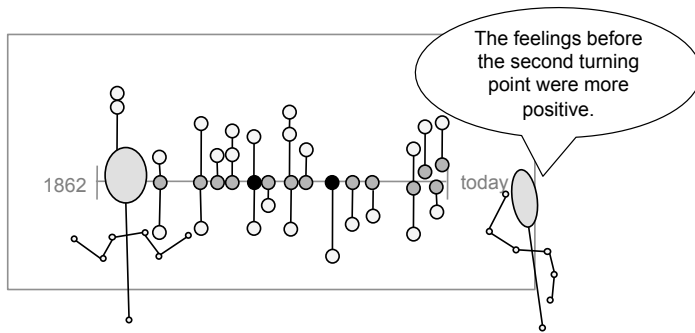 The feelings before
the second turning
point were more
positive.
1862
today